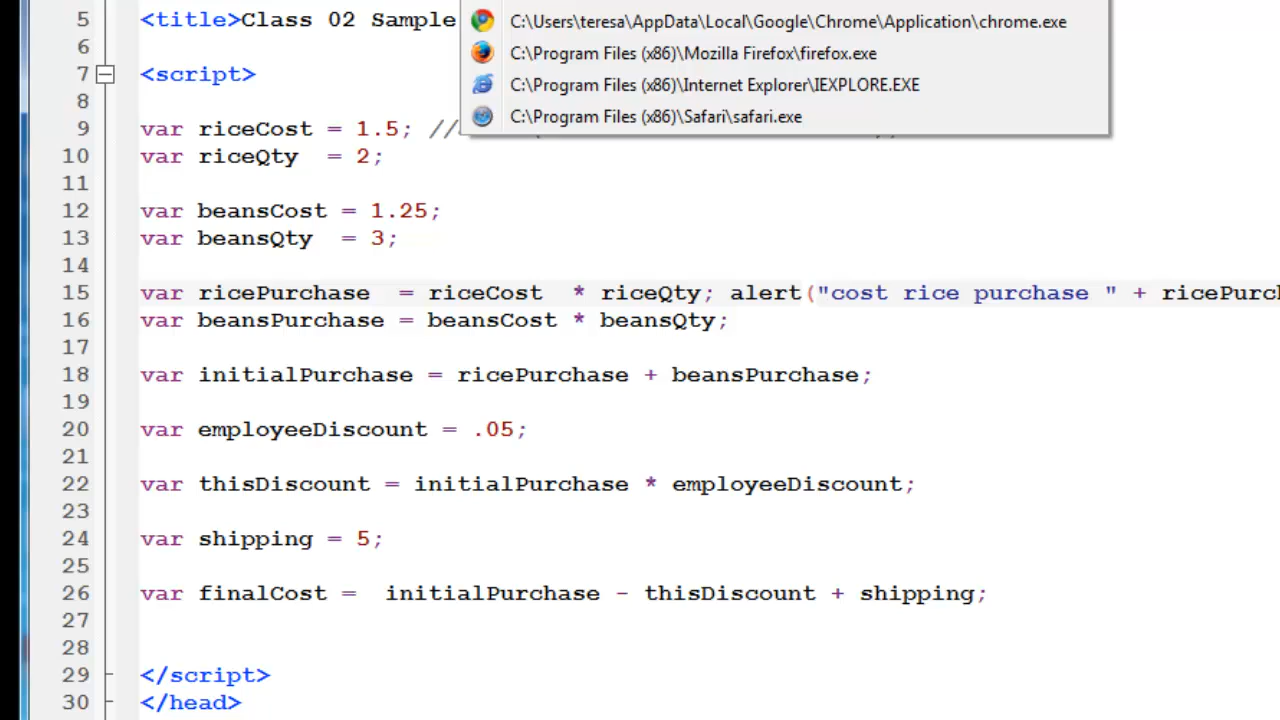 C:\Users\teresa\AppData\Local\Google\Chrome\Application\chrome.exe
C:\Program Files (x86)\Mozilla Firefox\firefox.exe
C:\Program Files (x86)\Internet Explorer\IEXPLORE.EXE
C:\Program Files (x86)\Safari\safari.exe
5 <title>Class 02 Sample
6
7 <script>
8
9 var riceCost = 1.5; //
10 var riceQty  = 2;
11
12 var beansCost = 1.25;
13 var beansQty  = 3;
14
15 var ricePurchase  = riceCost  * riceQty; alert("cost rice purchase " + ricePurc
16 var beansPurchase = beansCost * beansQty;
17
18 var initialPurchase = ricePurchase + beansPurchase;
19
20 var employeeDiscount = .05;
21
22 var thisDiscount = initialPurchase * employeeDiscount;
23
24 var shipping = 5;
25
26 var finalCost =  initialPurchase - thisDiscount + shipping;
27
28
29 </script>
30 </head>